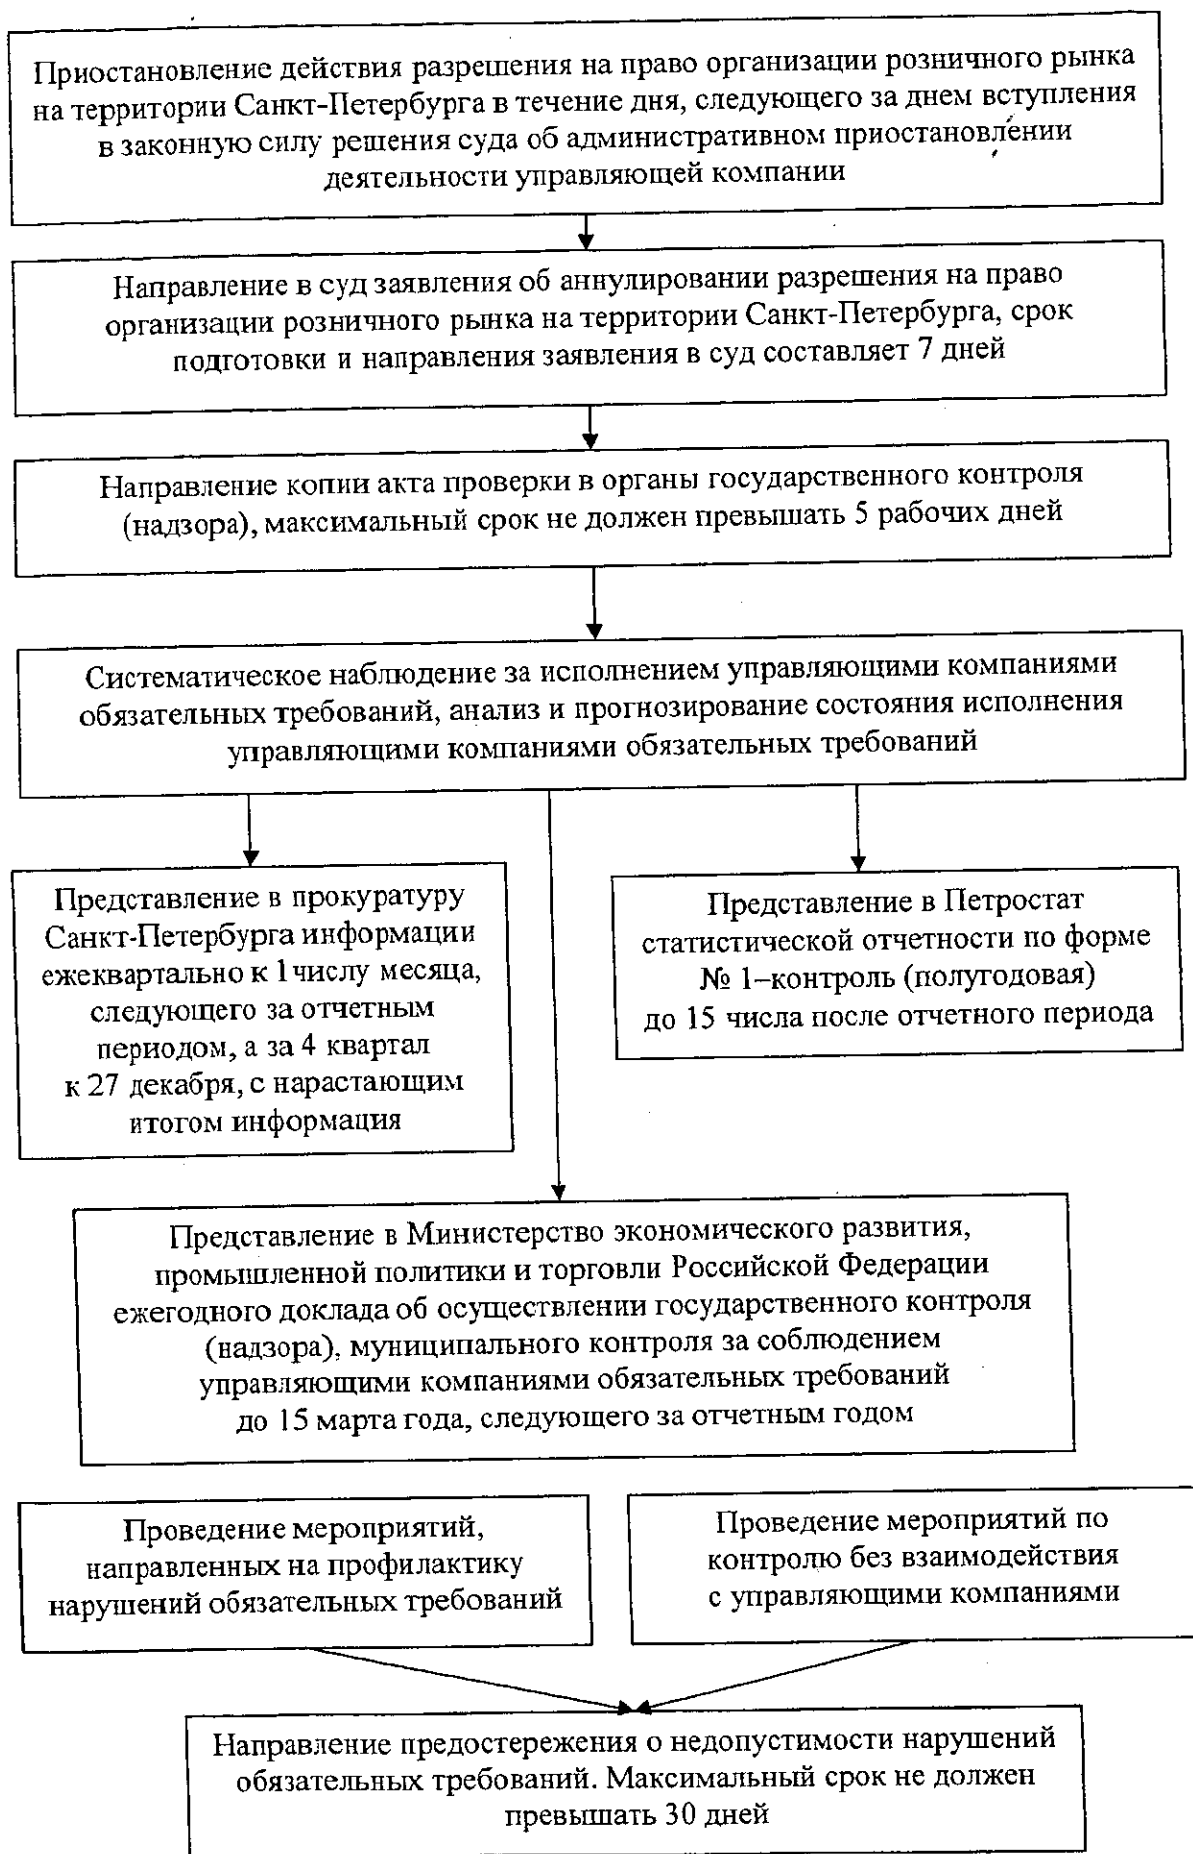 Приостановление действия разрешения на право организации розничного рынка
на территории Санкт-Петербурга в течение дня, следующего за днем вступления
в законную силу решения суда об административном приостановлении
деятельности управляющей компании
Направление в суд заявления об аннулировании разрешения на право
организации розничного рынка на территории Санкт-Петербурга, срок
подготовки и направления заявления в суд составляет 7 дней
Направление копии акта проверки в органы государственного контроля
(надзора), максимальный срок не должен превышать 5 рабочих дней
Систематическое наблюдение за исполнением управляющими компаниями
обязательных требований, анализ и прогнозирование состояния исполнения
управляющими компаниями обязательных требований
Представление в прокуратуру
Санкт-Петербурга информации
ежеквартально к 1 числу месяца,
следующего за отчетным
периодом, а за 4 квартал
к 27 декабря, с нарастающим
итогом информация
Представление в Петростат
статистической отчетности по форме
№ 1–контроль (полугодовая)
до 15 числа после отчетного периода
Представление в Министерство экономического развития,
промышленной политики и торговли Российской Федерации
ежегодного доклада об осуществлении государственного контроля
(надзора), муниципального контроля за соблюдением
управляющими компаниями обязательных требований
до 15 марта года, следующего за отчетным годом
Проведение мероприятий,
направленных на профилактику
нарушений обязательных требований
Проведение мероприятий по
контролю без взаимодействия
с управляющими компаниями
Направление предостережения о недопустимости нарушений
обязательных требований. Максимальный срок не должен
превышать 30 дней